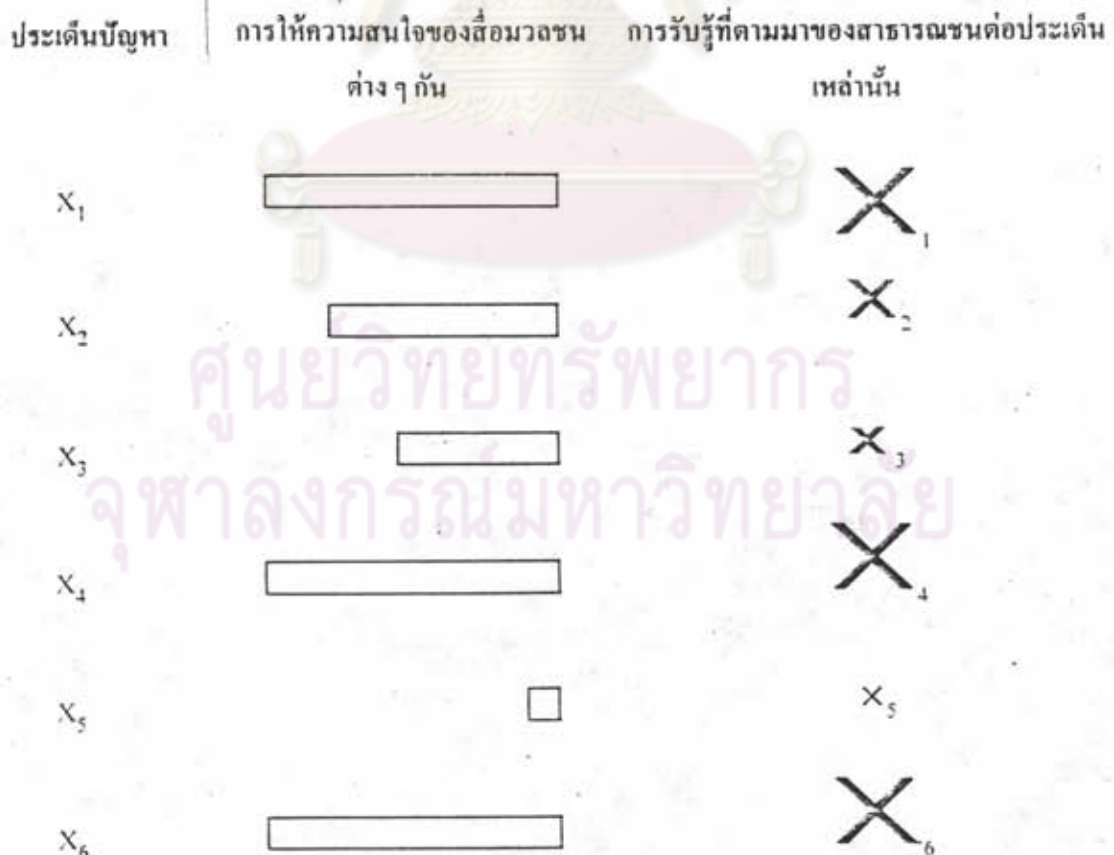 ประเด็นปัญหา การให้ความสนใจของสื่อมวลชน การรับรู้ที่ตามมาของสาธารณชนต่อประเด็น
ต่าง ๆ กัน เหล่านั้น
X₁ X₁
X₂ X₂
ศูนย์วิทยทรัพยากร
X₃ X₃
จุฬาลงกรณ์มหาวิทยาลัย
X₄ X₄
X₅ X₅
X₆ X₆